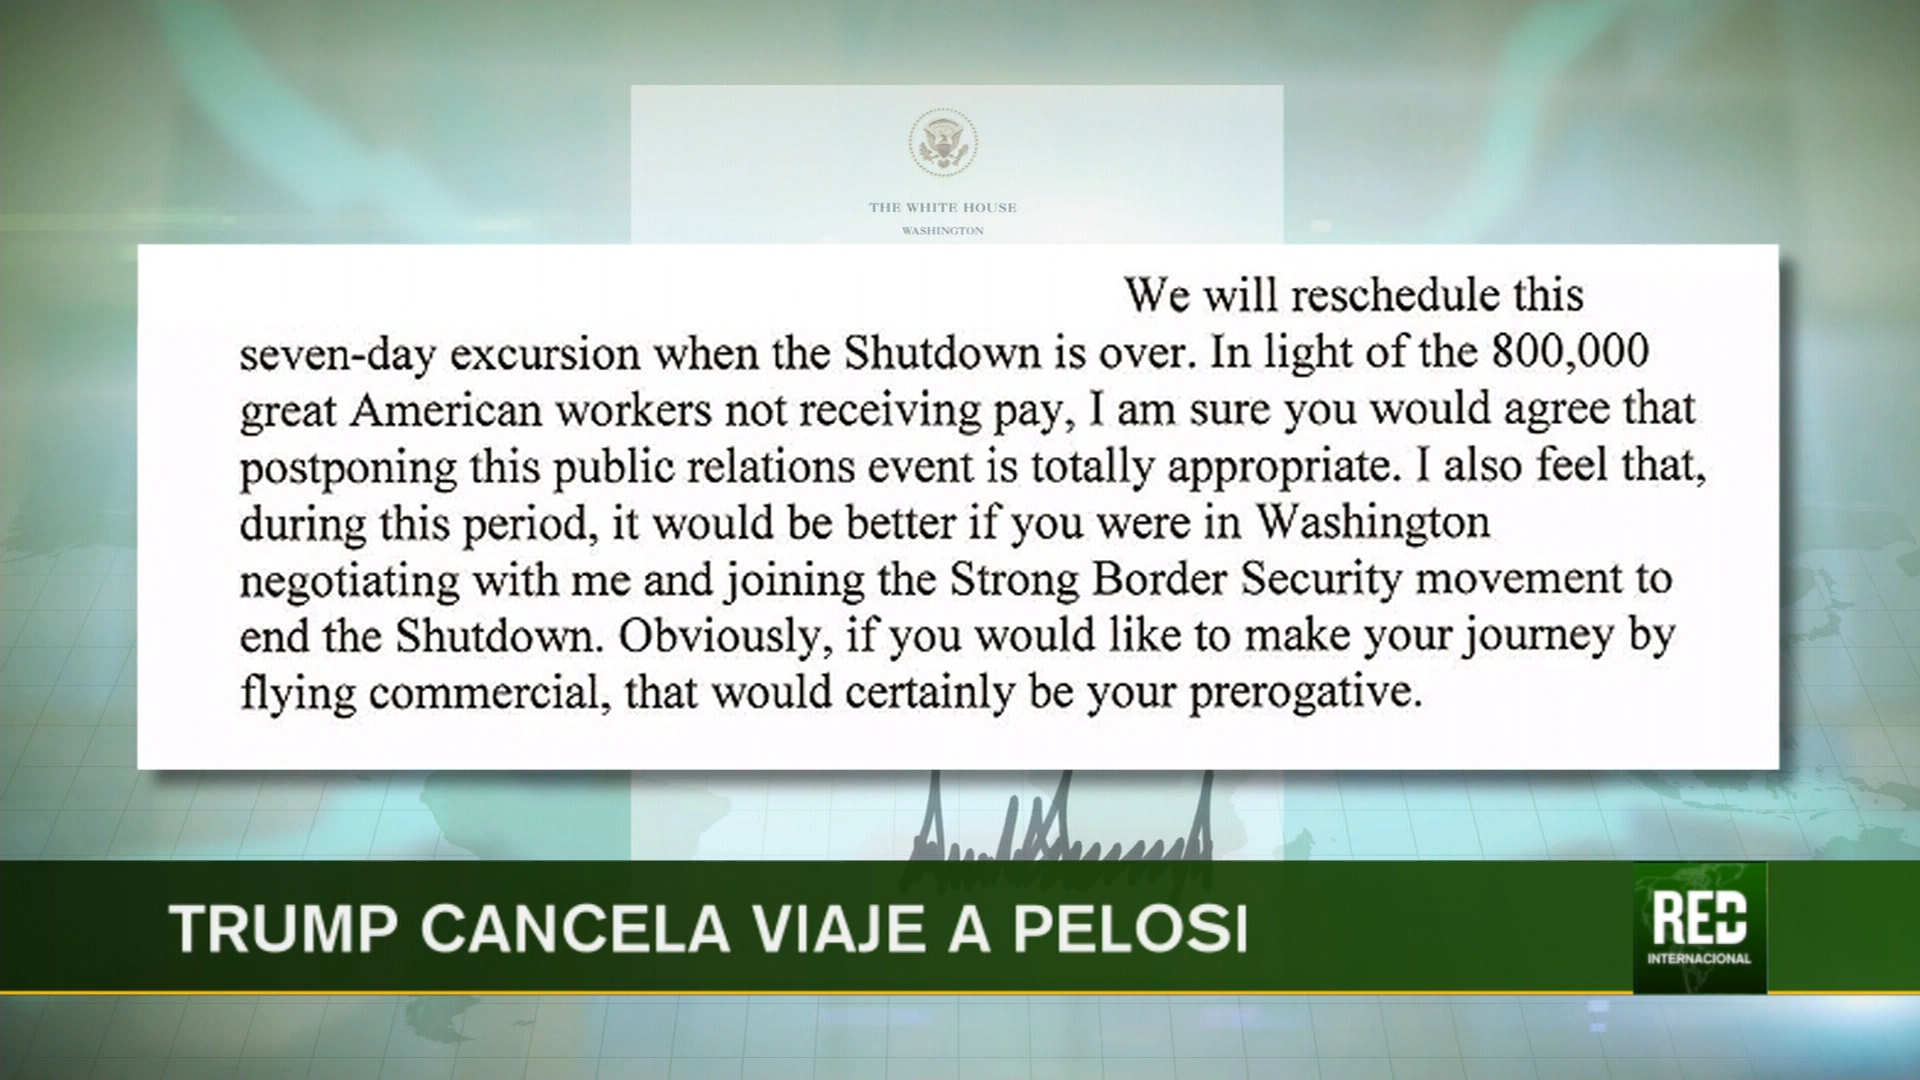 THE WHITE HOUSE
WASHINGTON
We will reschedule this
seven-day excursion when the Shutdown is over. In light of the 800,000
great American workers not receiving pay, I am sure you would agree that
postponing this public relations event is totally appropriate. I also feel that,
during this period, it would be better if you were in Washington
negotiating with me and joining the Strong Border Security movement to
end the Shutdown. Obviously, if you would like to make your journey by
flying commercial, that would certainly be your prerogative.
TRUMP CANCELA VIAJE A PELOSI
RED
INTERNACIONAL